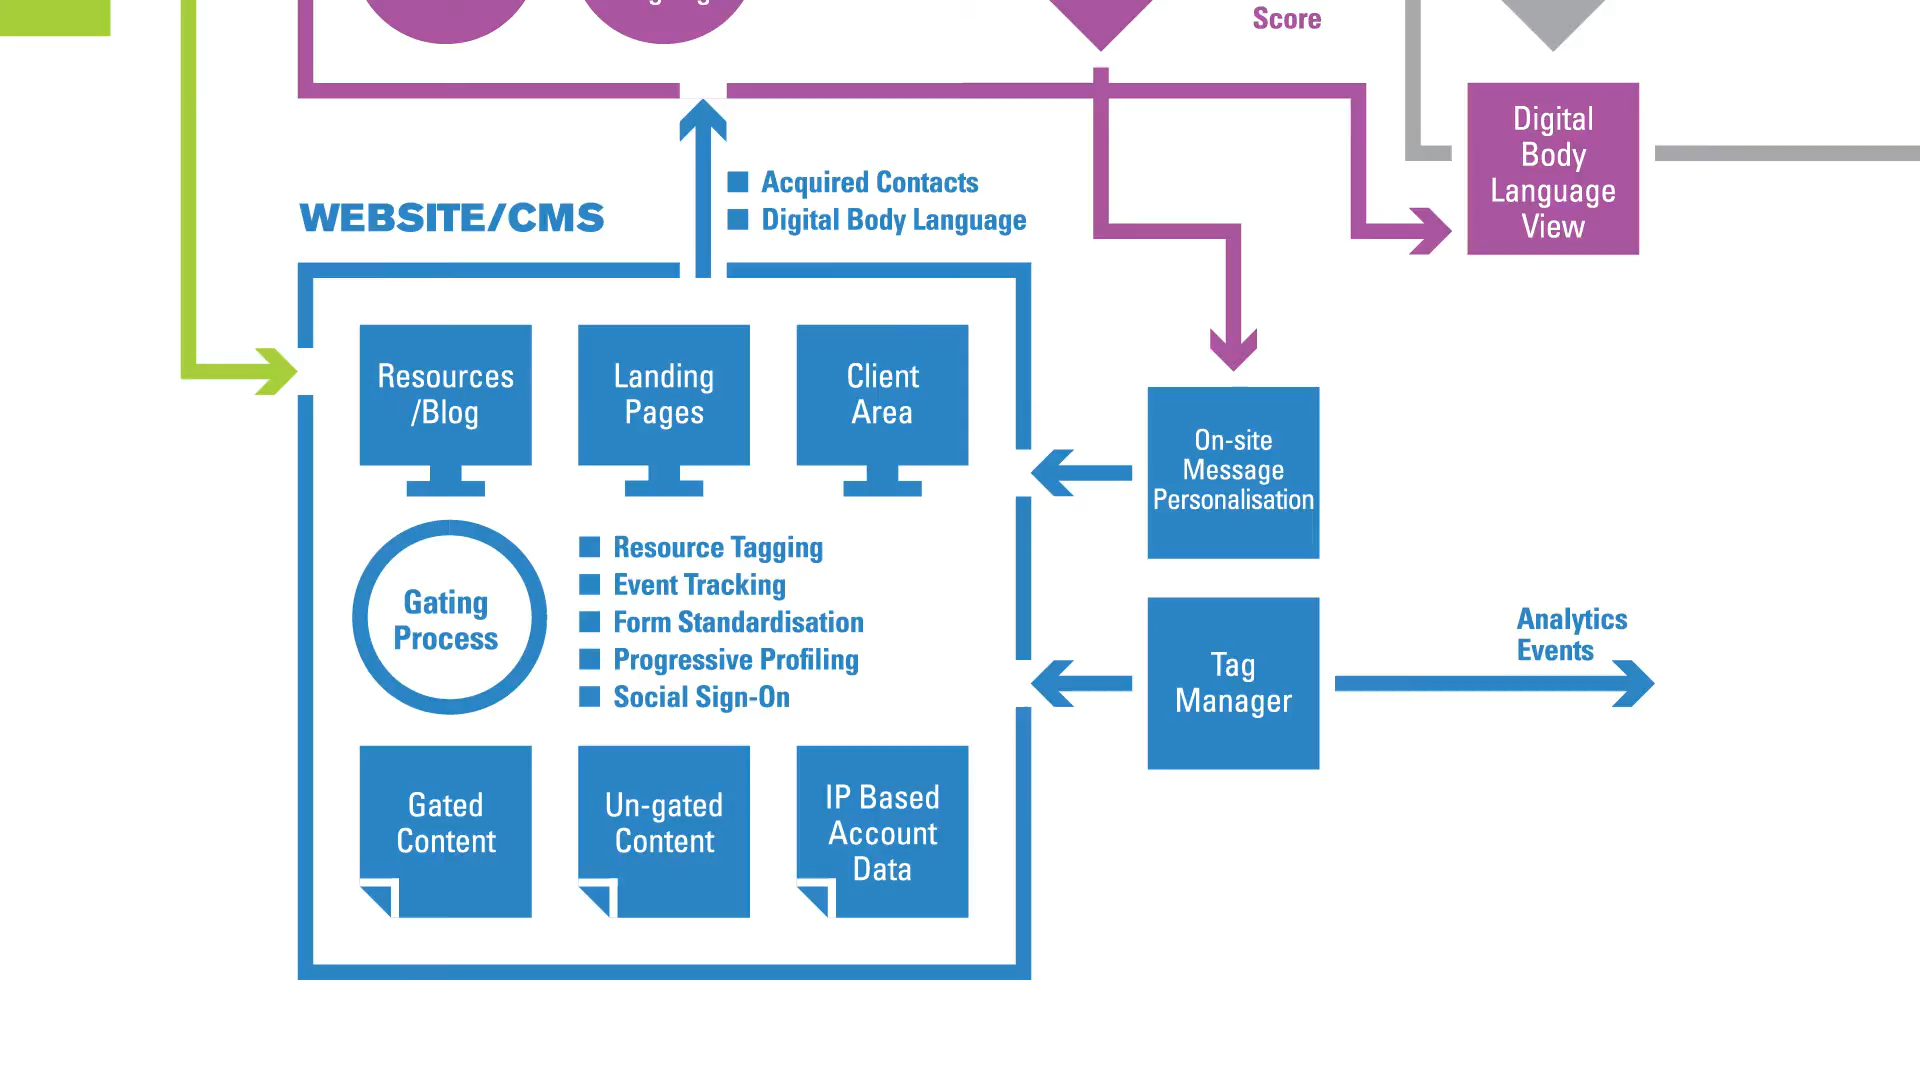 Score
Digital
Body
Language
View
Acquired Contacts
Digital Body Language
WEBSITE/CMS
Resources
/Blog
Landing
Pages
Client
Area
On-site
Message
Personalisation
Gating
Process
Resource Tagging
Event Tracking
Form Standardisation
Progressive Profiling
Social Sign-On
Tag
Manager
Analytics
Events
Gated
Content
Un-gated
Content
IP Based
Account
Data